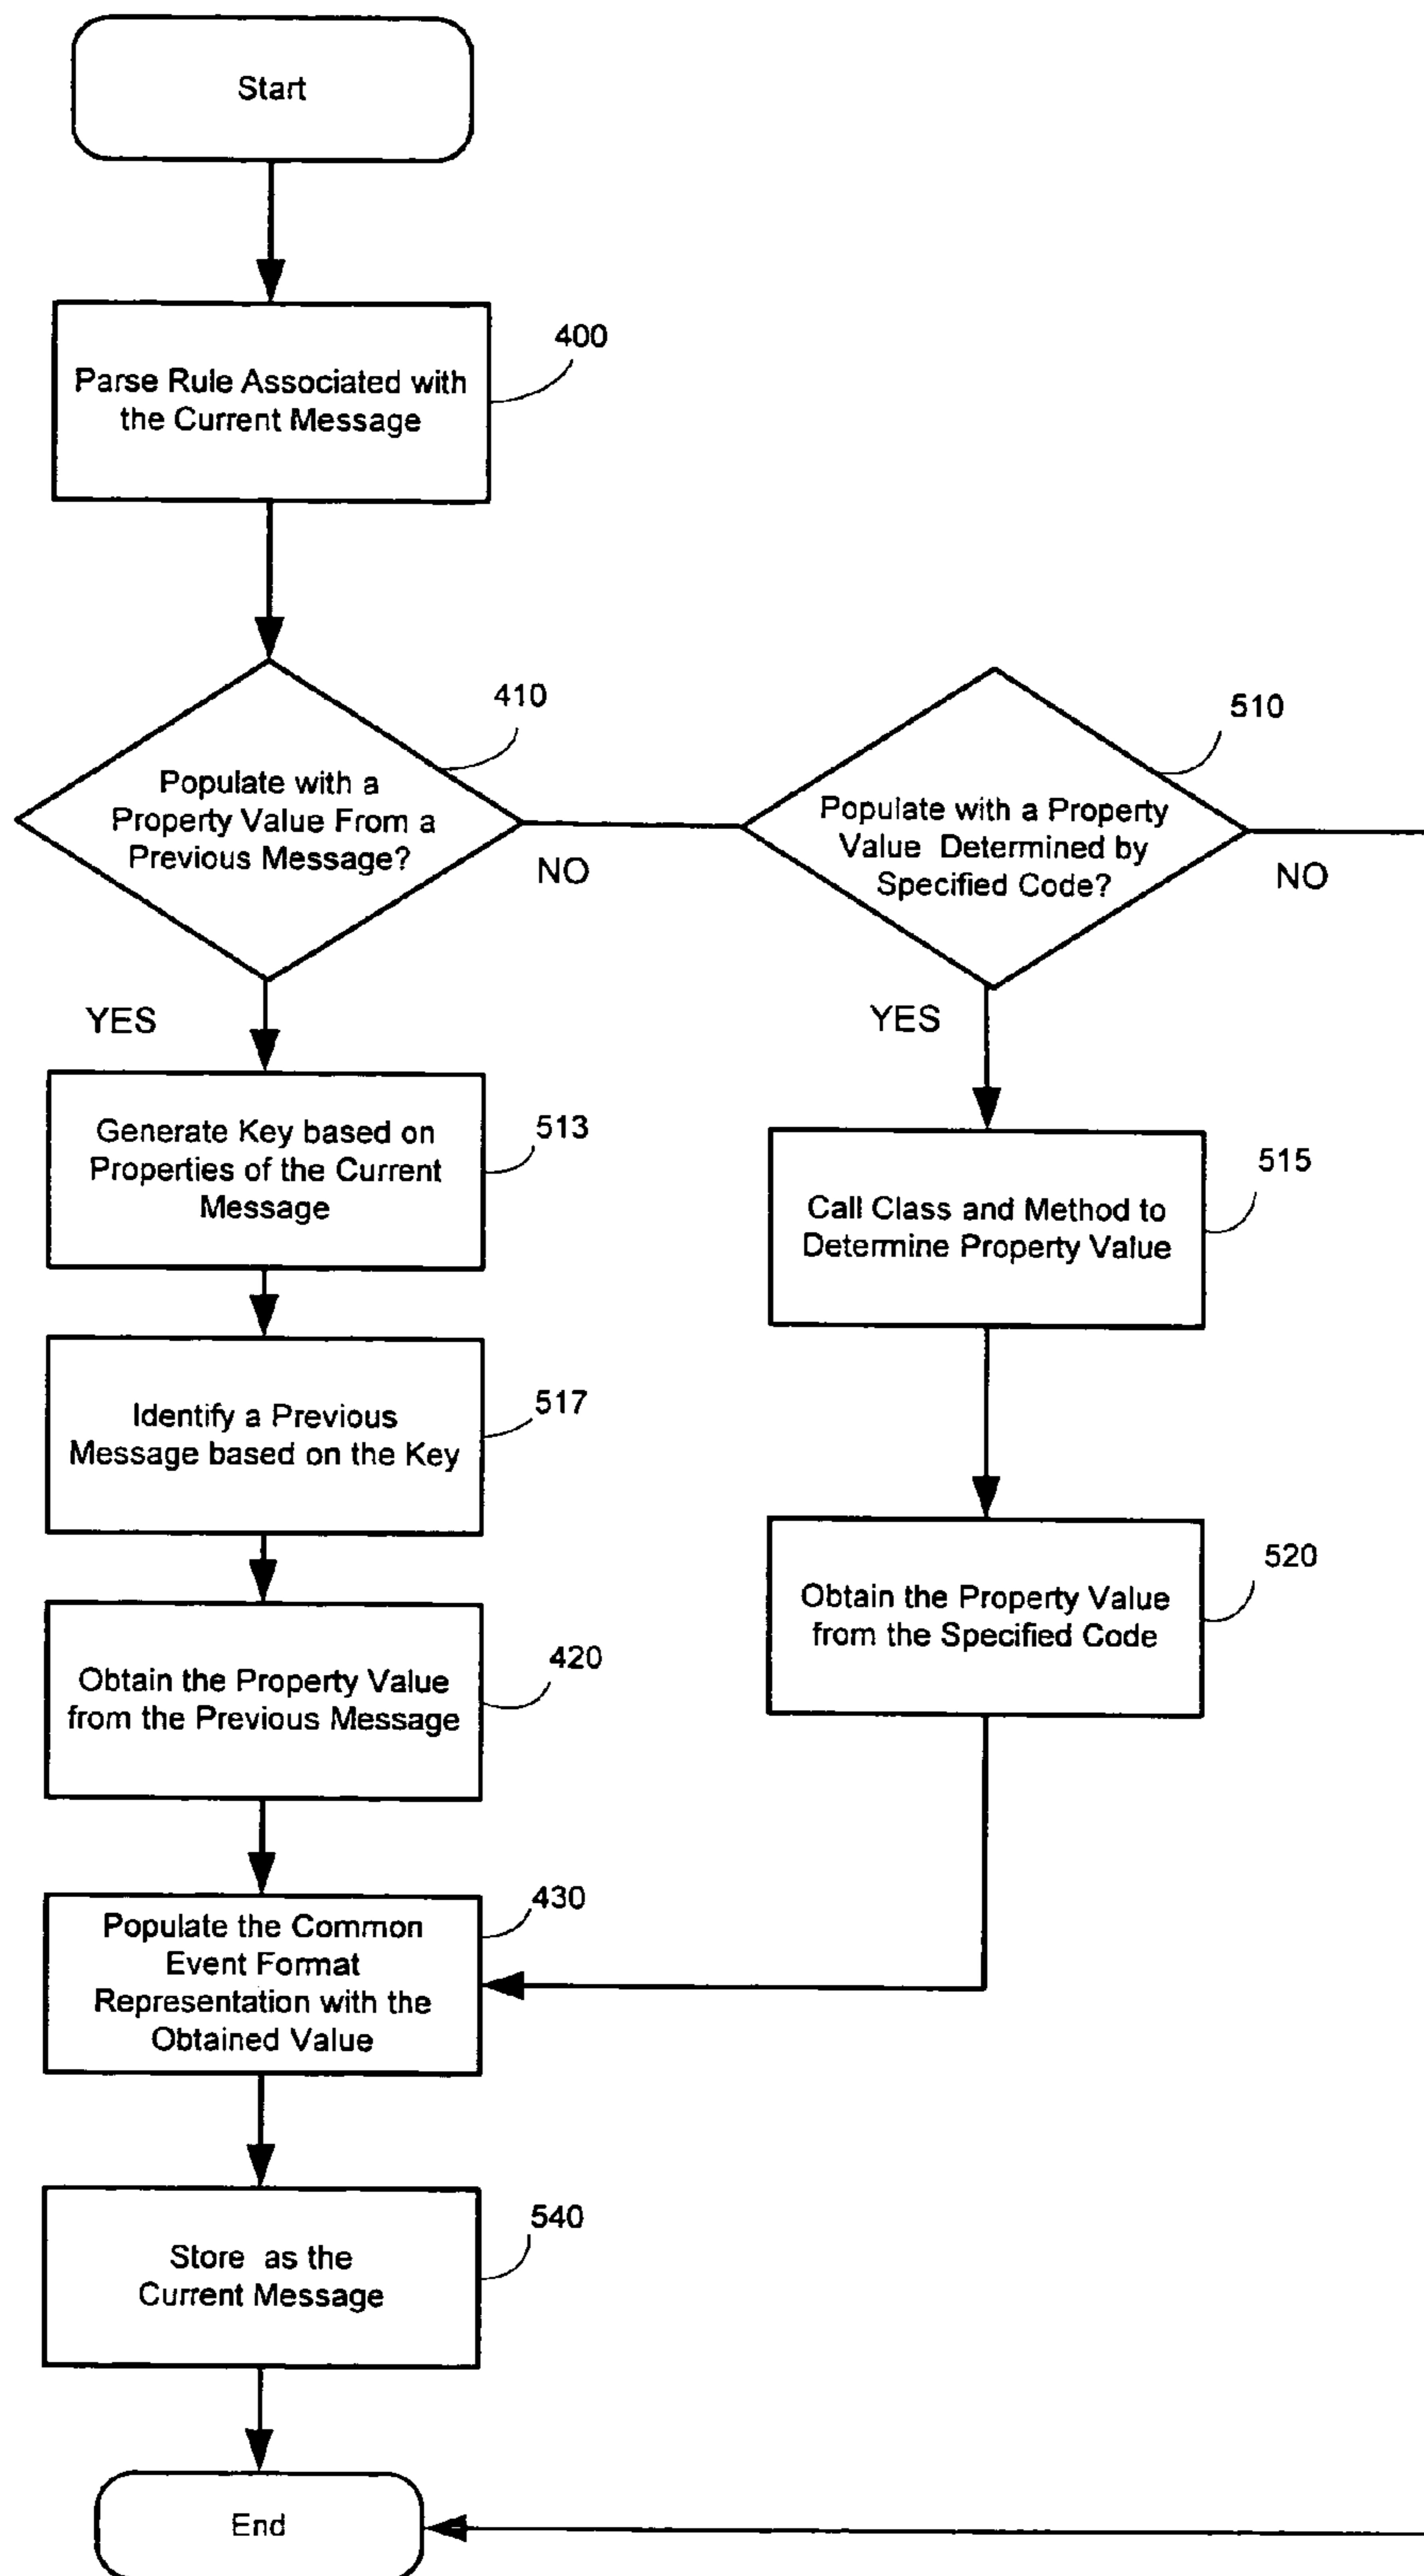 Start
400
Parse Rule Associated with
the Current Message
410
Populate with a
Property Value From a
Previous Message?
NO
510
Populate with a Property
Value Determined by
Specified Code?
NO
YES
YES
513
Generate Key based on
Properties of the Current
Message
515
Call Class and Method to
Determine Property Value
517
Identify a Previous
Message based on the Key
520
Obtain the Property Value
from the Specified Code
420
Obtain the Property Value
from the Previous Message
430
Populate the Common
Event Format
Representation with the
Obtained Value
540
Store as the
Current Message
End